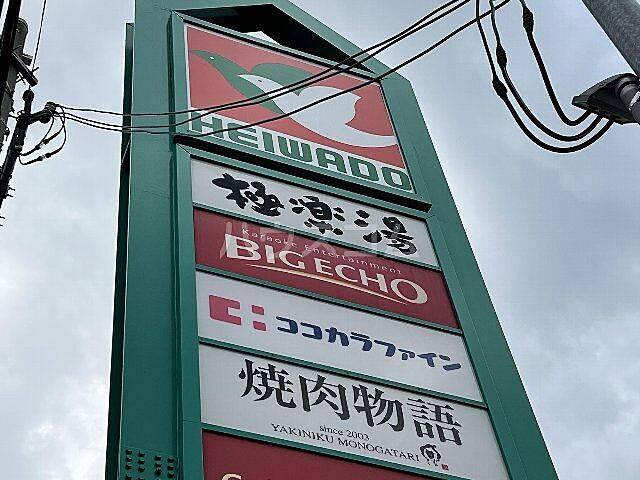 HEIWADO
極楽湯
Karaoke Entertainment
BIG ECHO
ココカラファイン
焼肉物語
since 2003
YAKINIKU MONOGATARI